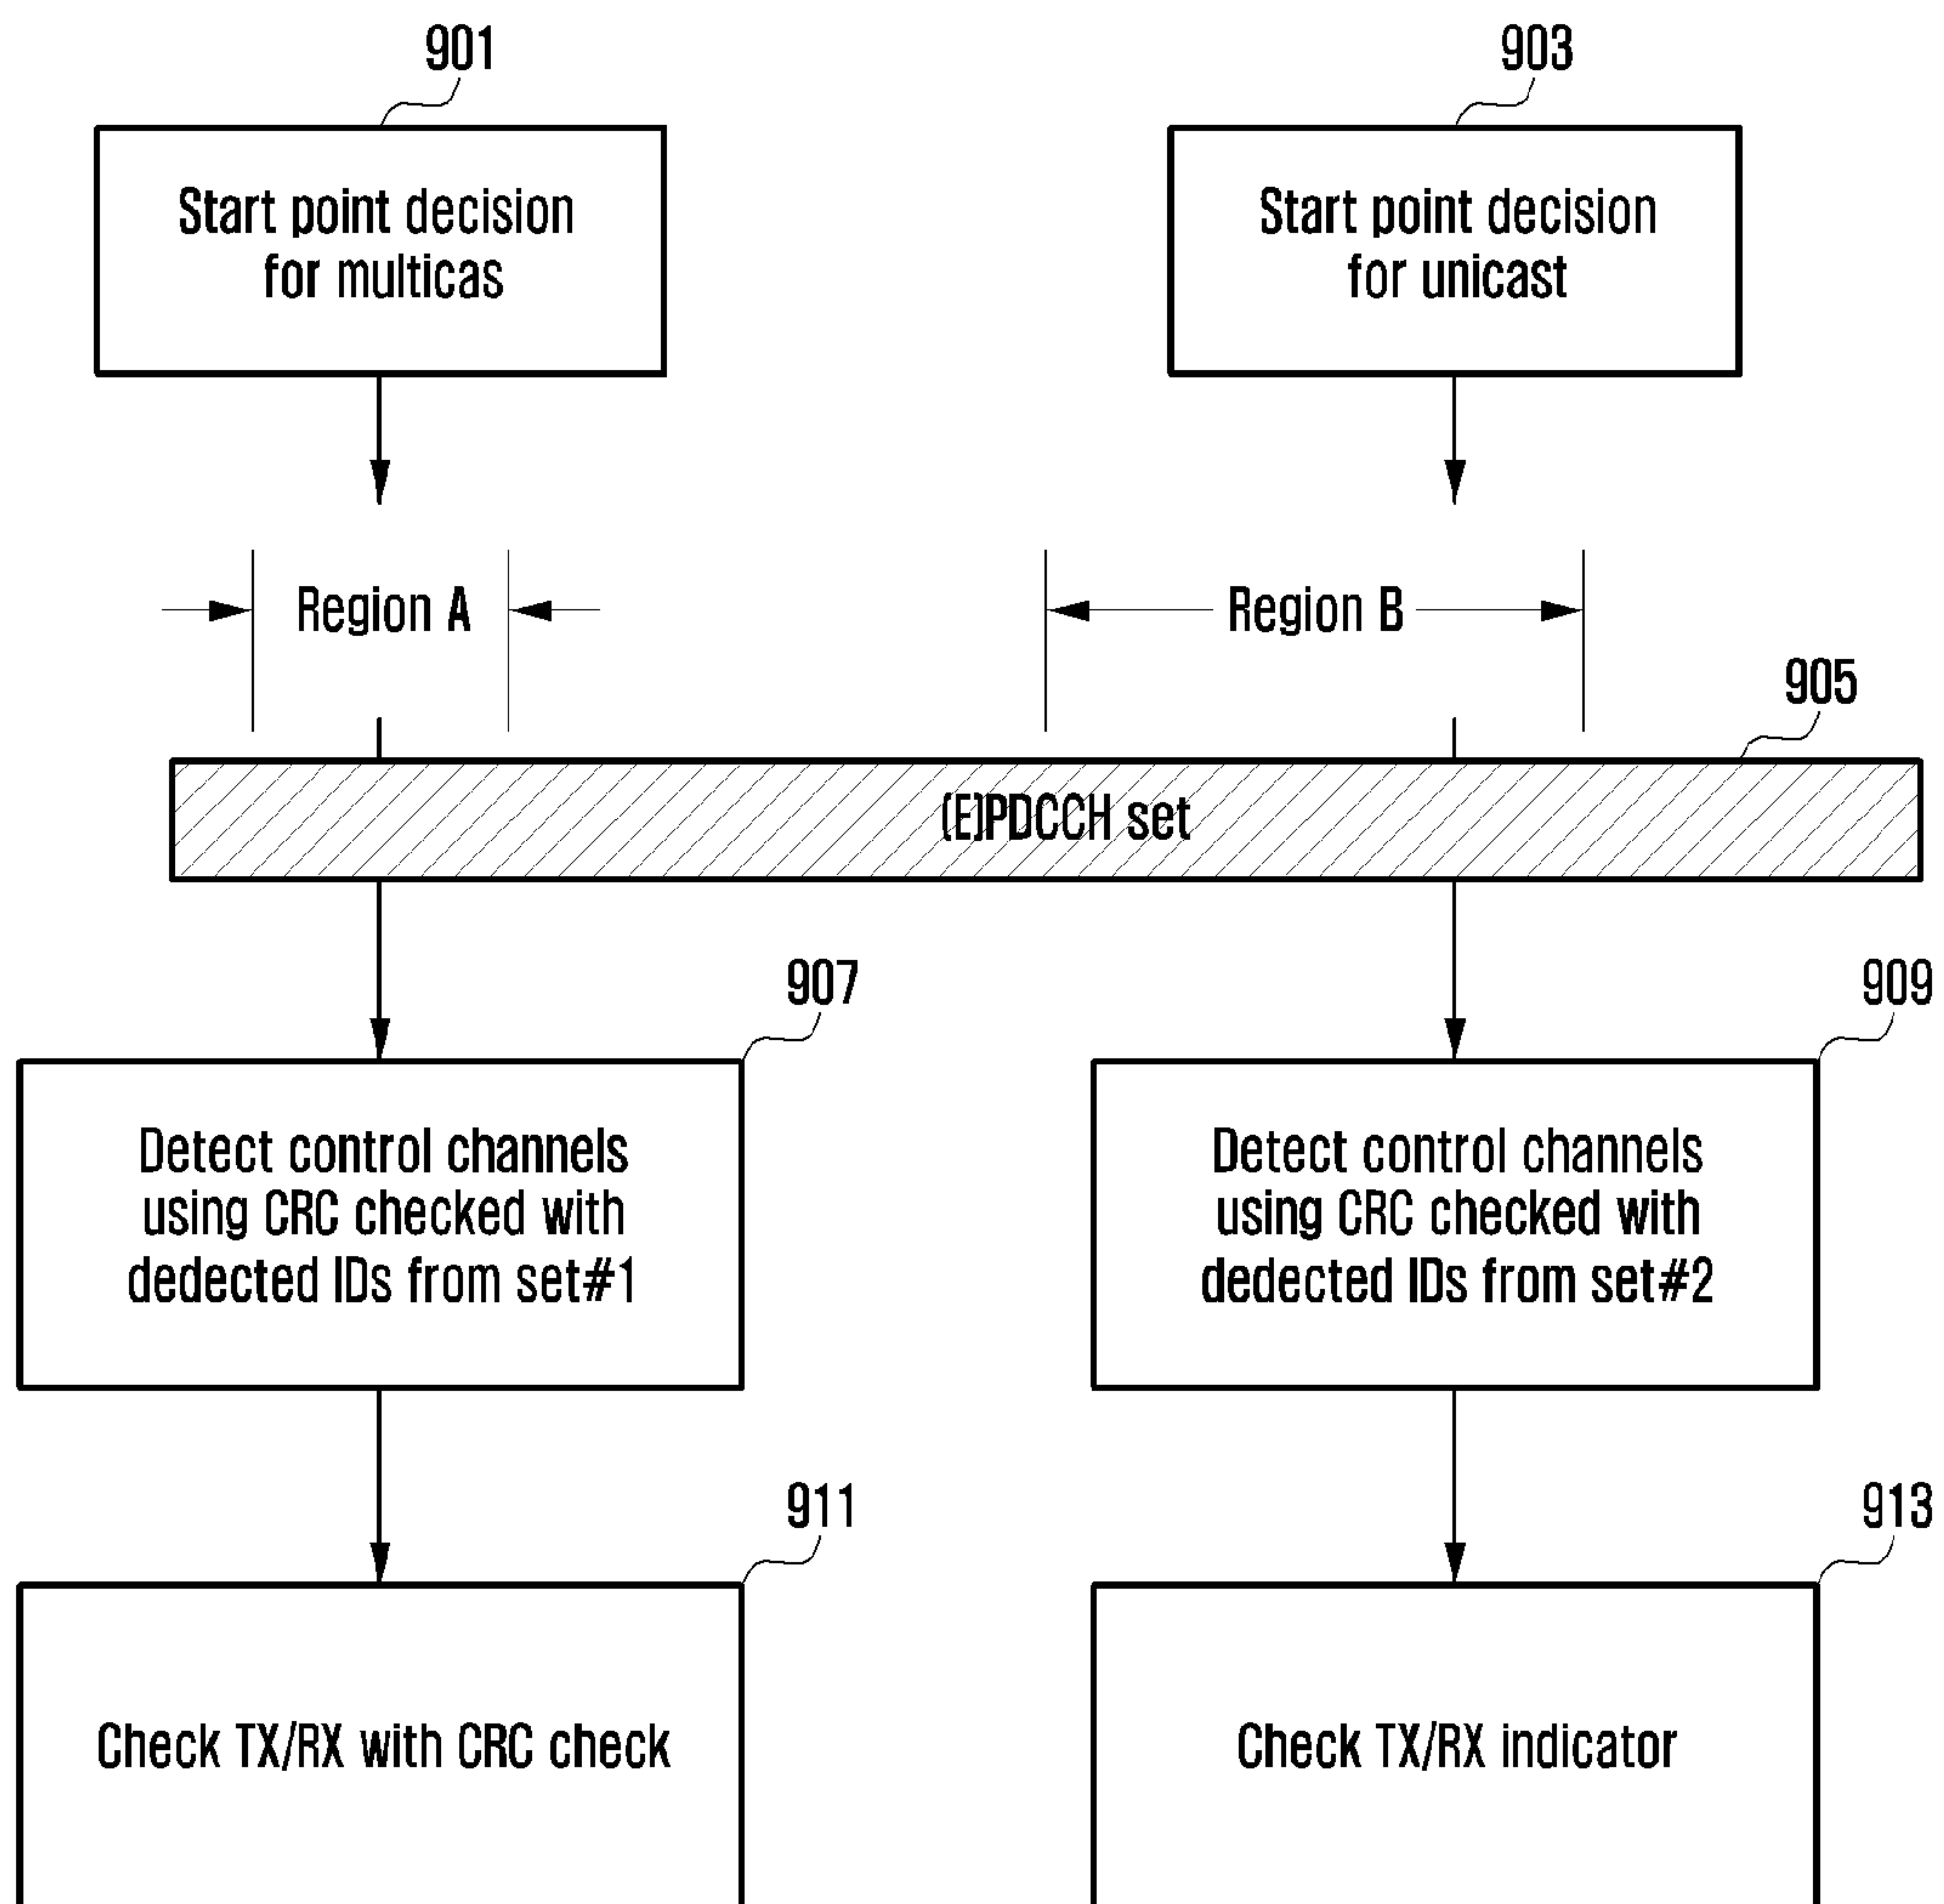 901
903
Start point decision
for multicas
Start point decision
for unicast
Region A
Region B
905
(E)PDCCH set
907
909
Detect control channels
using CRC checked with
dedected IDs from set#1
Detect control channels
using CRC checked with
dedected IDs from set#2
911
913
Check TX/RX with CRC check
Check TX/RX indicator